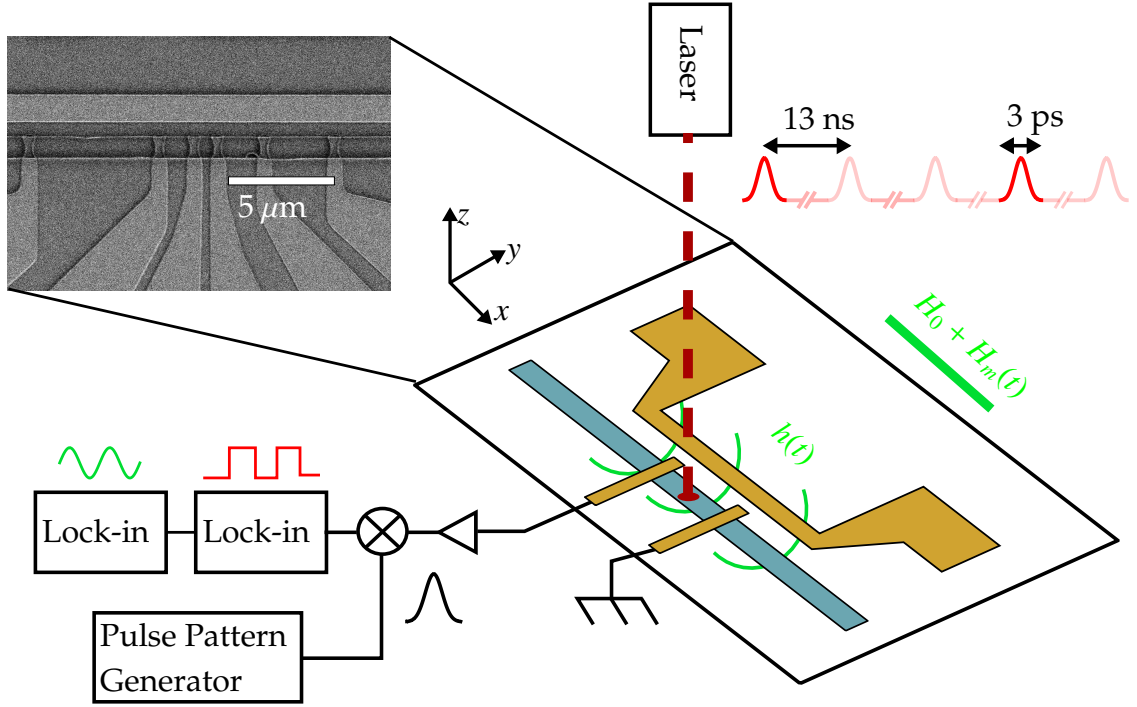 Laser
13 ns
3 ps
5 μm
z
y
x
H₀ + Hₘ(t)
h(t)
Lock-in
Lock-in
Pulse Pattern
Generator